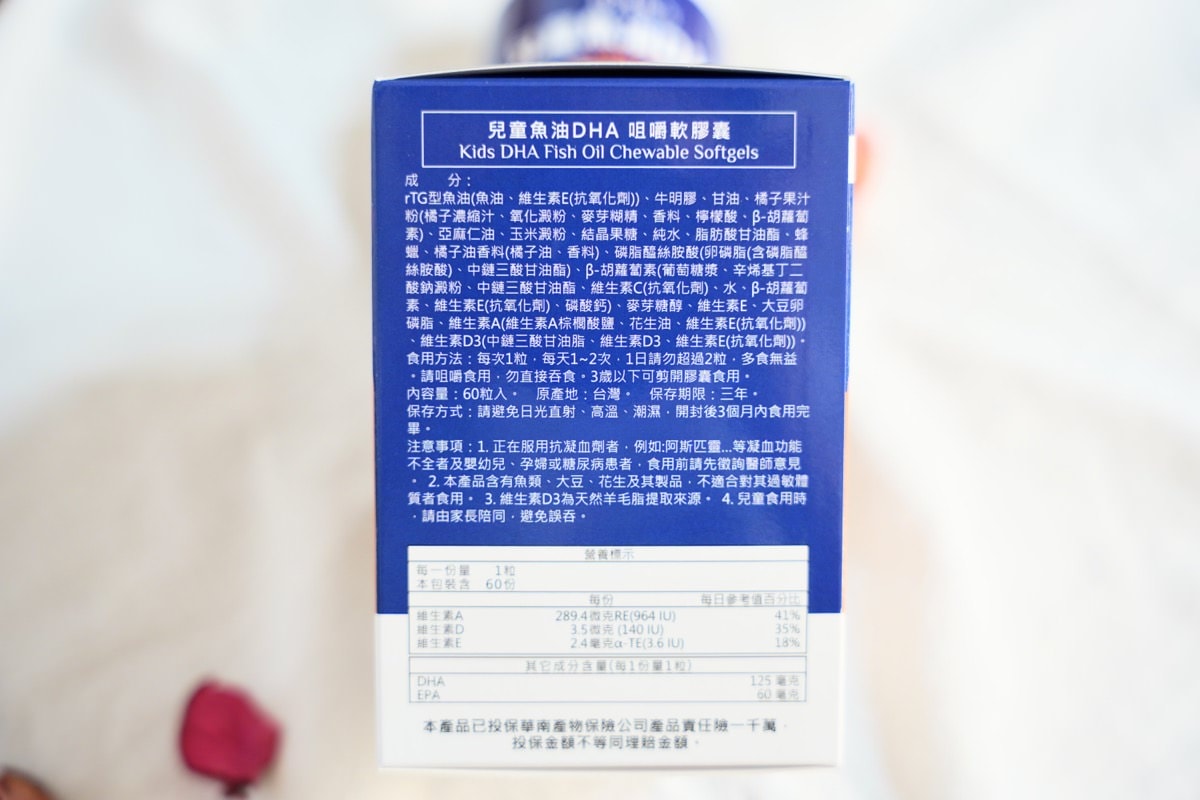 兒童魚油DHA 咀嚼軟膠囊
Kids DHA Fish Oil Chewable Softgels
成　　分：
rTG型魚油(魚油、維生素E(抗氧化劑))、牛明膠、甘油、橘子果汁
粉(橘子濃縮汁、氧化澱粉、麥芽糊精、香料、檸檬酸、β-胡蘿蔔
素)、亞麻仁油、玉米澱粉、結晶果糖、純水、脂肪酸甘油酯、蜂
蠟、橘子油香料(橘子油、香料)、磷脂醯絲胺酸(卵磷脂(含磷脂醯
絲胺酸)、中鏈三酸甘油酯)、β-胡蘿蔔素(葡萄糖漿、辛烯基丁二
酸鈉澱粉、中鏈三酸甘油酯、維生素C(抗氧化劑)、水、β-胡蘿蔔
素、維生素E(抗氧化劑)、磷酸鈣)、麥芽糖醇、維生素E、大豆卵
磷脂、維生素A(維生素A棕櫚酸鹽、花生油、維生素E(抗氧化劑))
、維生素D3(中鏈三酸甘油脂、維生素D3、維生素E(抗氧化劑))。
食用方法：每次1粒，每天1~2次，1日請勿超過2粒，多食無益
。請咀嚼食用，勿直接吞食。3歲以下可剪開膠囊食用。
內容量：60粒入。 原產地：台灣。 保存期限：三年。
保存方式：請避免日光直射、高溫、潮濕，開封後3個月內食用完
畢。
注意事項：1. 正在服用抗凝血劑者，例如:阿斯匹靈...等凝血功能
不全者及嬰幼兒、孕婦或糖尿病患者，食用前請先徵詢醫師意見
。 2. 本產品含有魚類、大豆、花生及其製品，不適合對其過敏體
質者食用。 3. 維生素D3為天然羊毛脂提取來源。 4. 兒童食用時
，請由家長陪同，避免誤吞。
營養標示
每一份量 1粒
本包裝含 60份
每份 每日參考值百分比
維生素A 289.4微克RE(964 IU) 41%
維生素D 3.5微克 (140 IU) 35%
維生素E 2.4毫克α-TE(3.6 IU) 18%
其它成分含量(每1份量1粒)
DHA 125 毫克
EPA 60 毫克
本產品已投保華南產物保險公司產品責任險一千萬，
投保金額不等同理賠金額。